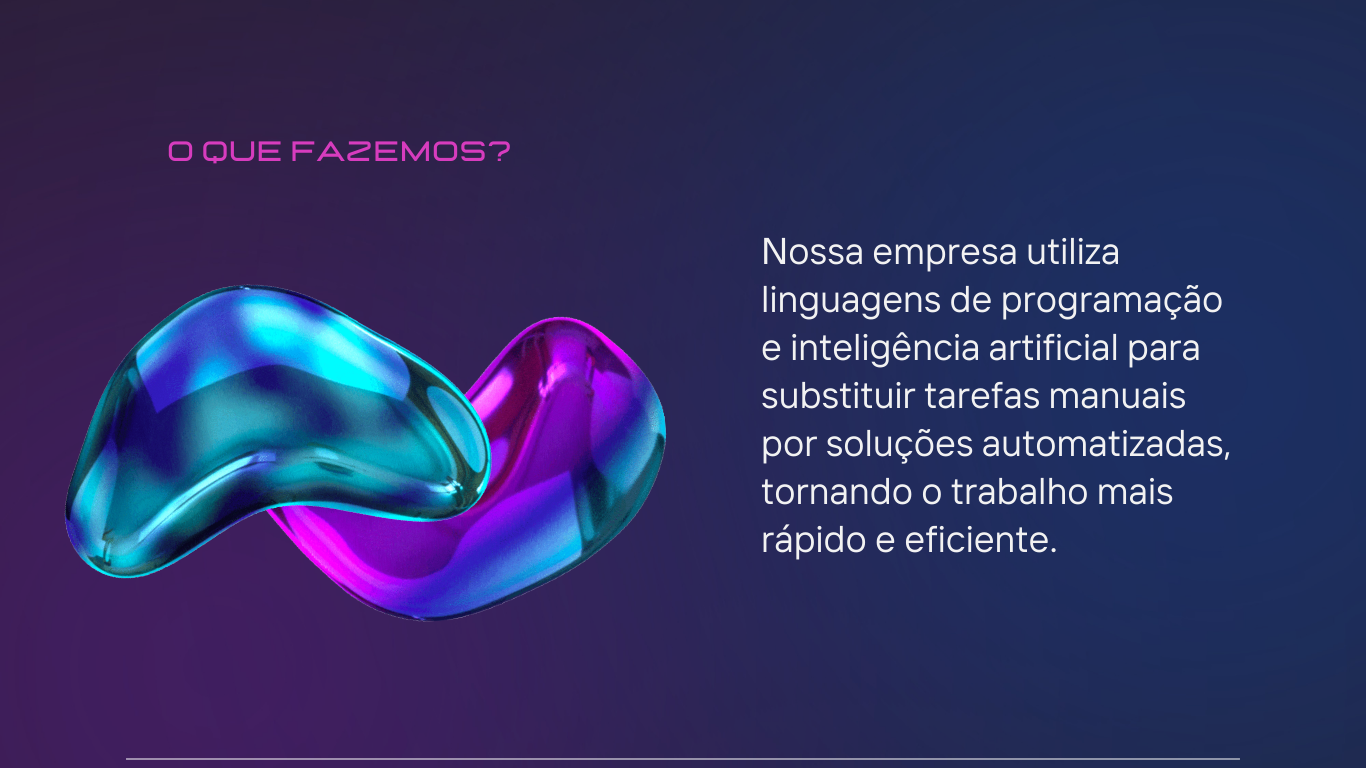 O QUE FAZEMOS?
Nossa empresa utiliza
linguagens de programação
e inteligência artificial para
substituir tarefas manuais
por soluções automatizadas,
tornando o trabalho mais
rápido e eficiente.